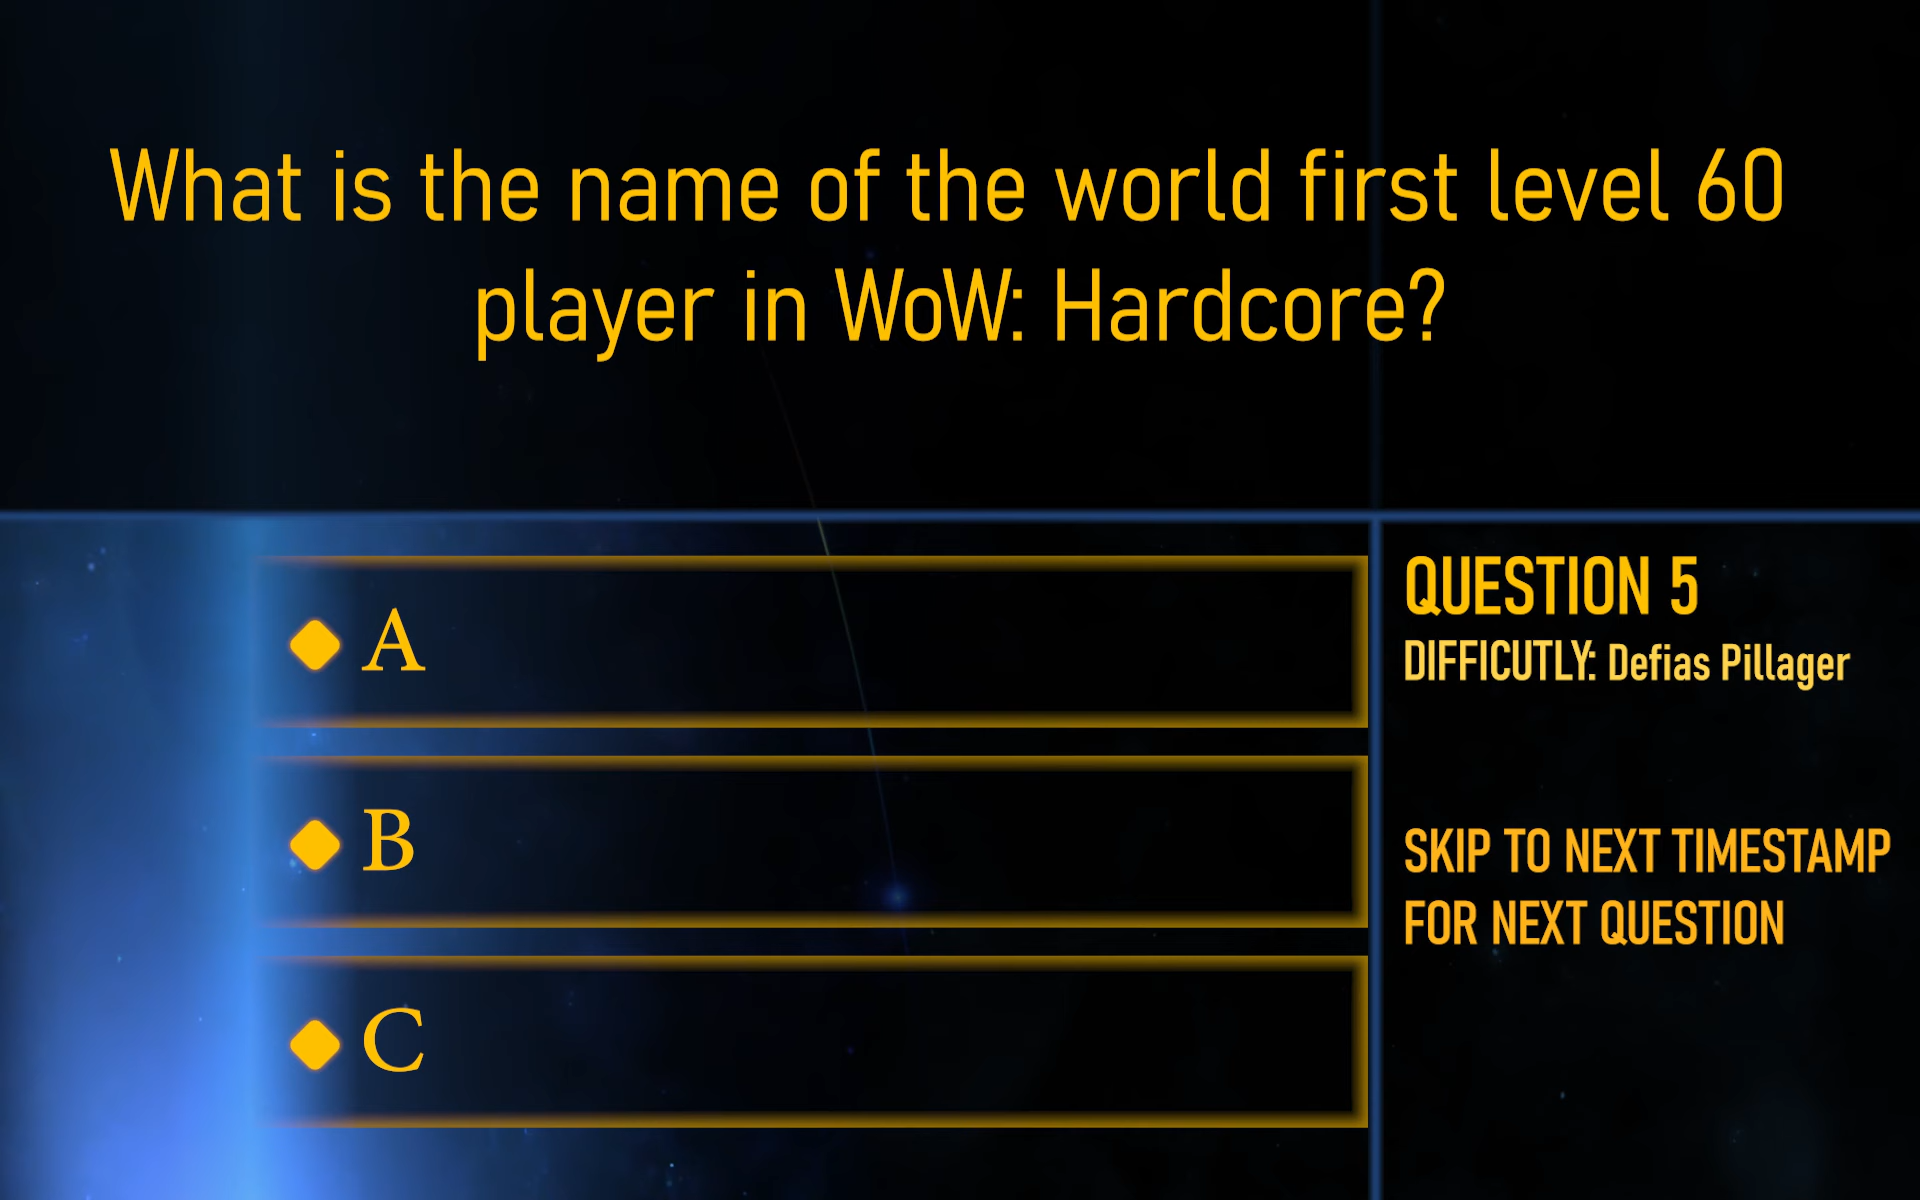 What is the name of the world first level 60
player in WoW: Hardcore?
A
B
C
QUESTION 5
DIFFICUTLY: Defias Pillager
SKIP TO NEXT TIMESTAMP
FOR NEXT QUESTION